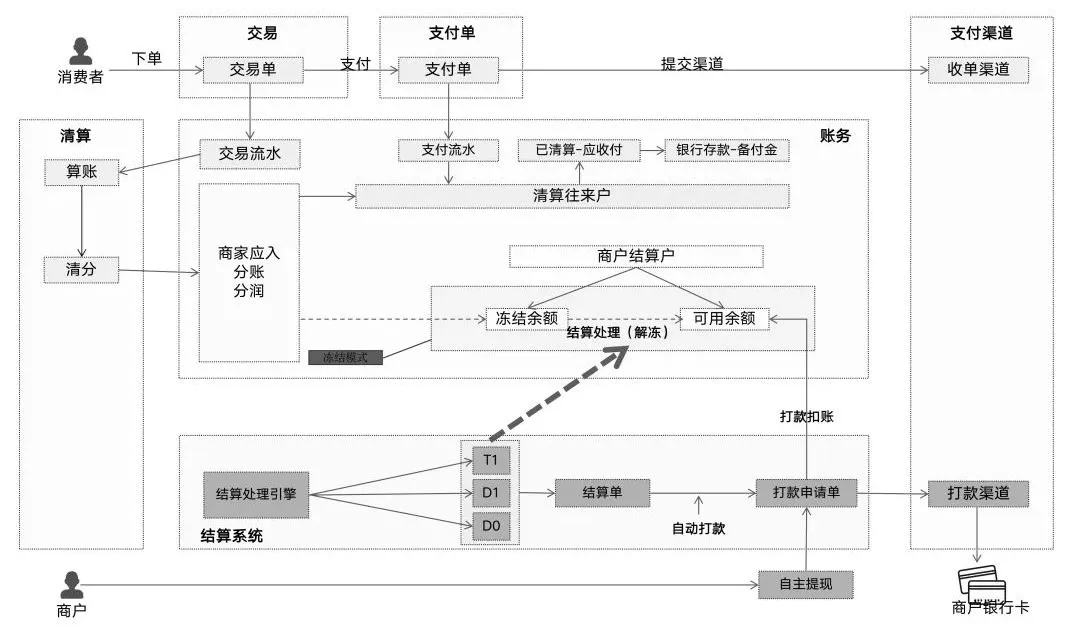 交易
支付单
支付渠道
下单
消费者
交易单
支付
支付单
提交渠道
收单渠道
清算
账务
算账
交易流水
支付流水
已清算-应收付
银行存款-备付金
清算往来户
清分
商家应入
分账
分润
商户结算户
冻结余额
可用余额
结算处理（解冻）
冻结模式
打款扣账
T1
结算处理引擎
D1
结算单
打款申请单
打款渠道
D0
自动打款
结算系统
自主提现
商户
商户银行卡